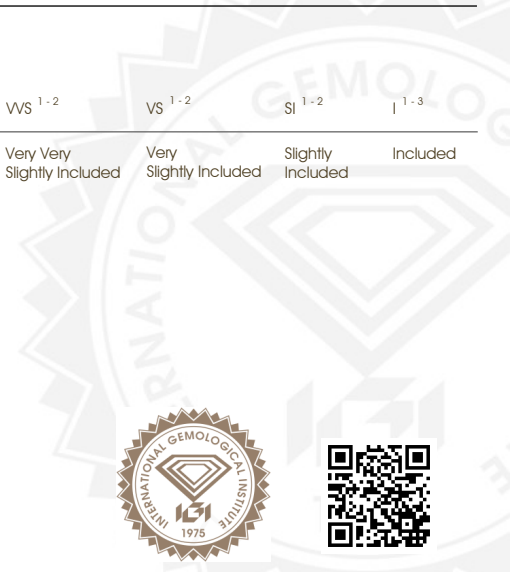 VVS 1 - 2
VS 1 - 2
SI 1 - 2
I 1 - 3
Very Very
Slightly Included
Very
Slightly Included
Slightly
Included
Included
INTERNATIONAL GEMOLOGICAL INSTITUTE
IGI
1975